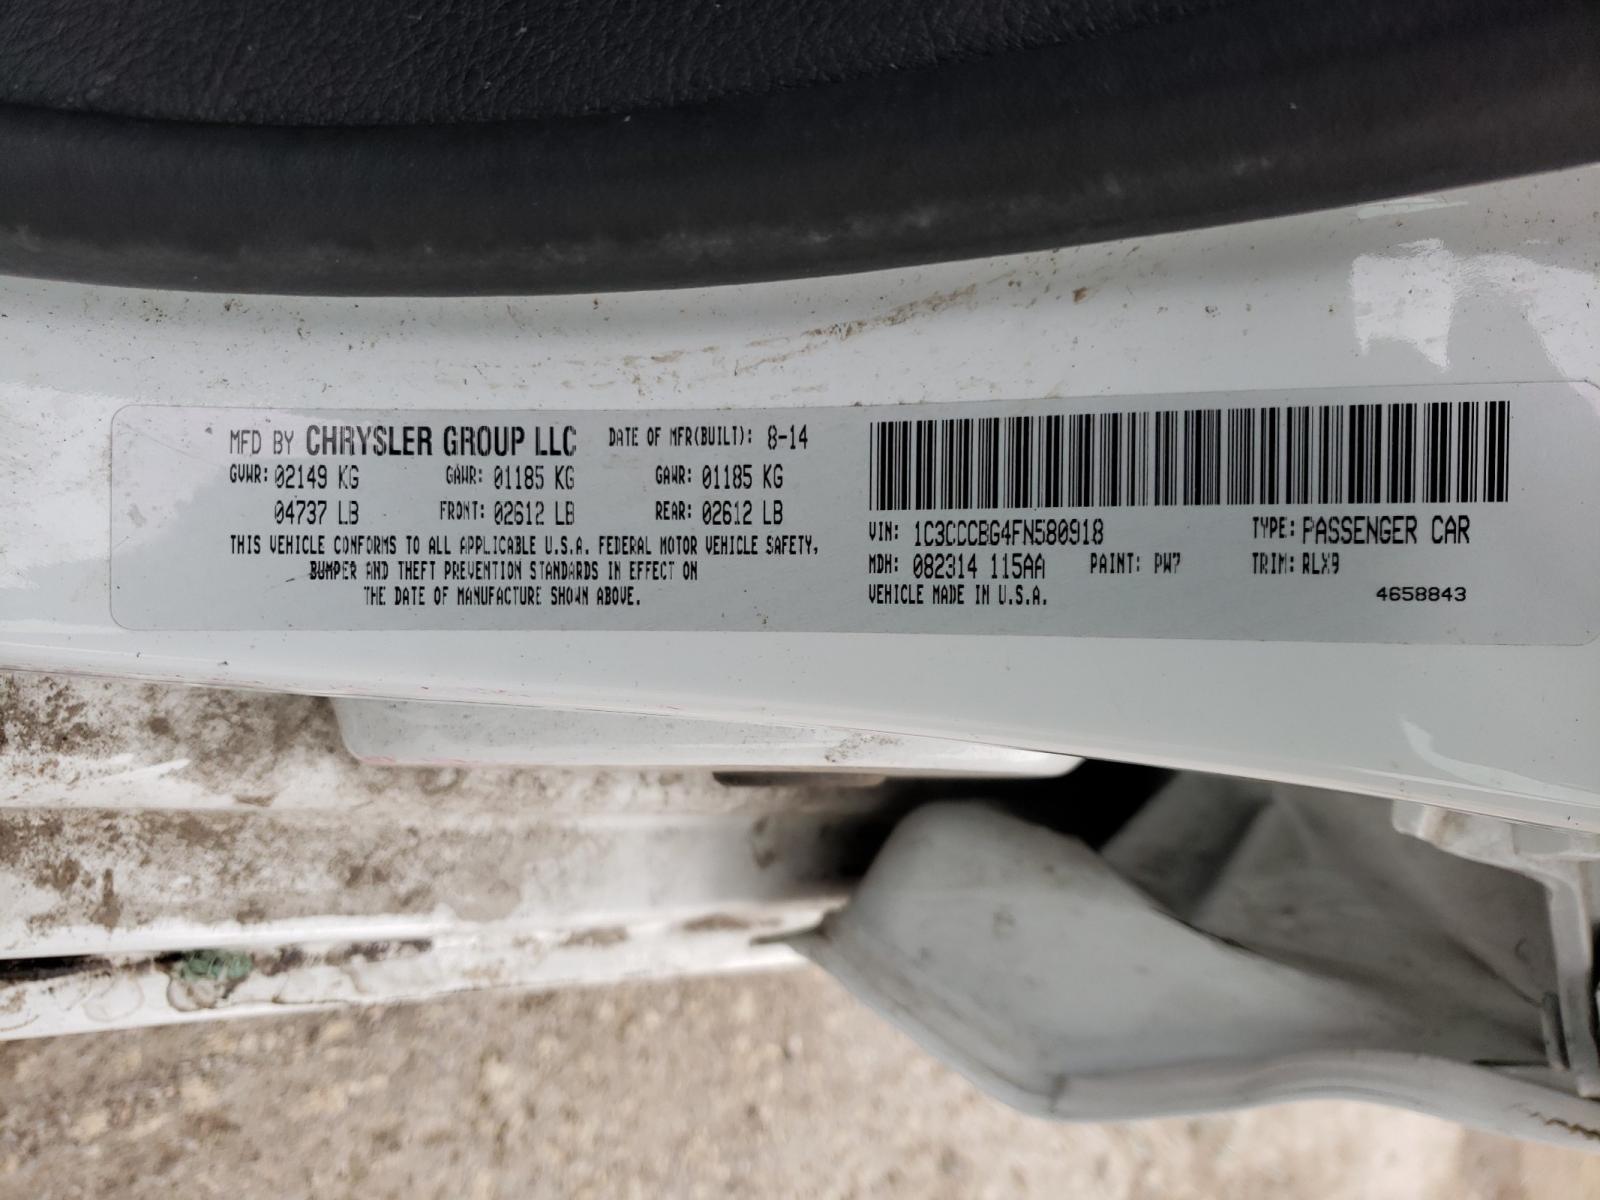 MFD BY CHRYSLER GROUP LLC DATE OF MFR(BUILT): 8-14
GVWR: 02149 KG GAWR: 01185 KG GAWR: 01185 KG
04737 LB FRONT: 02612 LB REAR: 02612 LB
THIS VEHICLE CONFORMS TO ALL APPLICABLE U.S.A. FEDERAL MOTOR VEHICLE SAFETY,
BUMPER AND THEFT PREVENTION STANDARDS IN EFFECT ON
THE DATE OF MANUFACTURE SHOWN ABOVE.
VIN: 1C3CCCBG4FN580918 TYPE: PASSENGER CAR
MDH: 082314 115AA PAINT: PW7 TRIM: RLX9
VEHICLE MADE IN U.S.A. 4658843